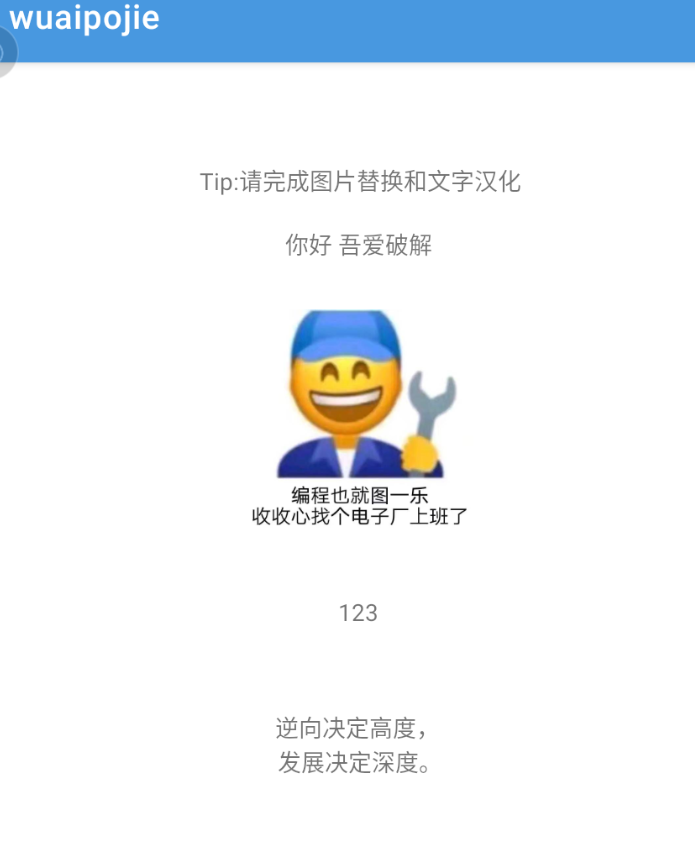 wuaipojie
Tip:请完成图片替换和文字汉化
你好 吾爱破解
编程也就图一乐
收收心找个电子厂上班了
123
逆向决定高度，
发展决定深度。